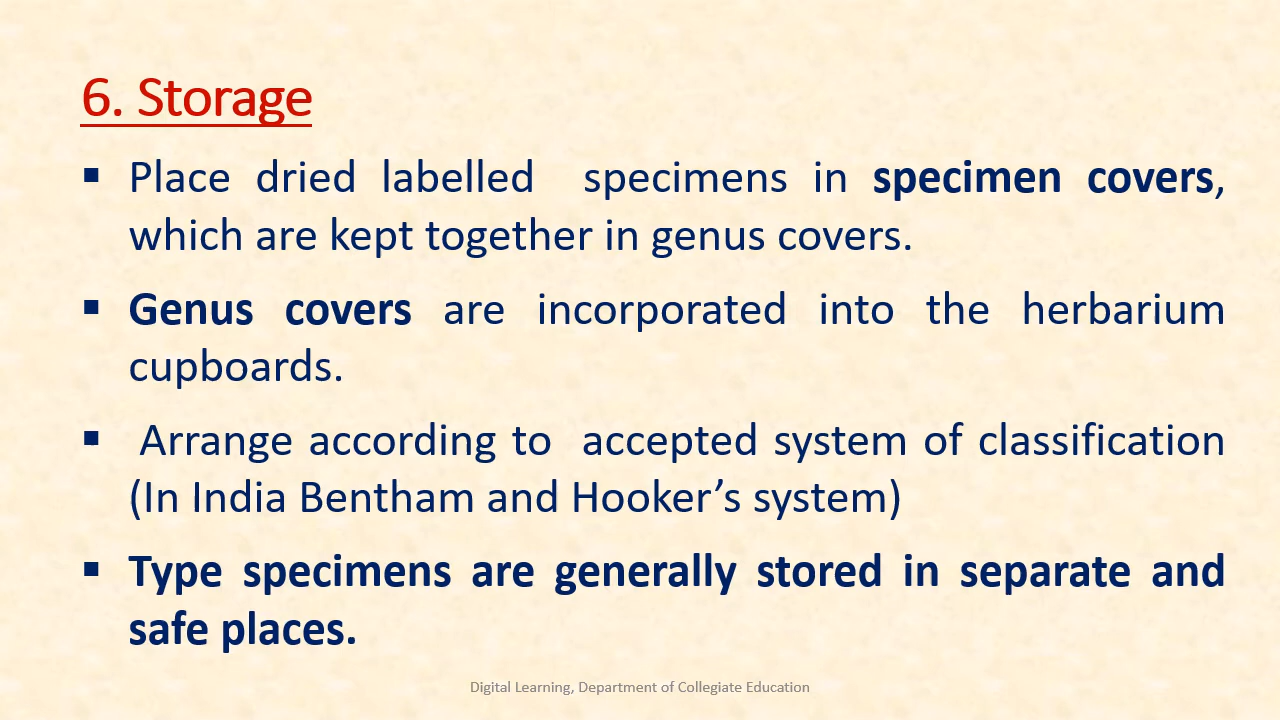 6. Storage
▪ Place dried labelled  specimens in specimen covers,
which are kept together in genus covers.
▪ Genus covers are incorporated into the herbarium
cupboards.
▪ Arrange according to  accepted system of classification
(In India Bentham and Hooker’s system)
▪ Type specimens are generally stored in separate and
safe places.
Digital Learning, Department of Collegiate Education